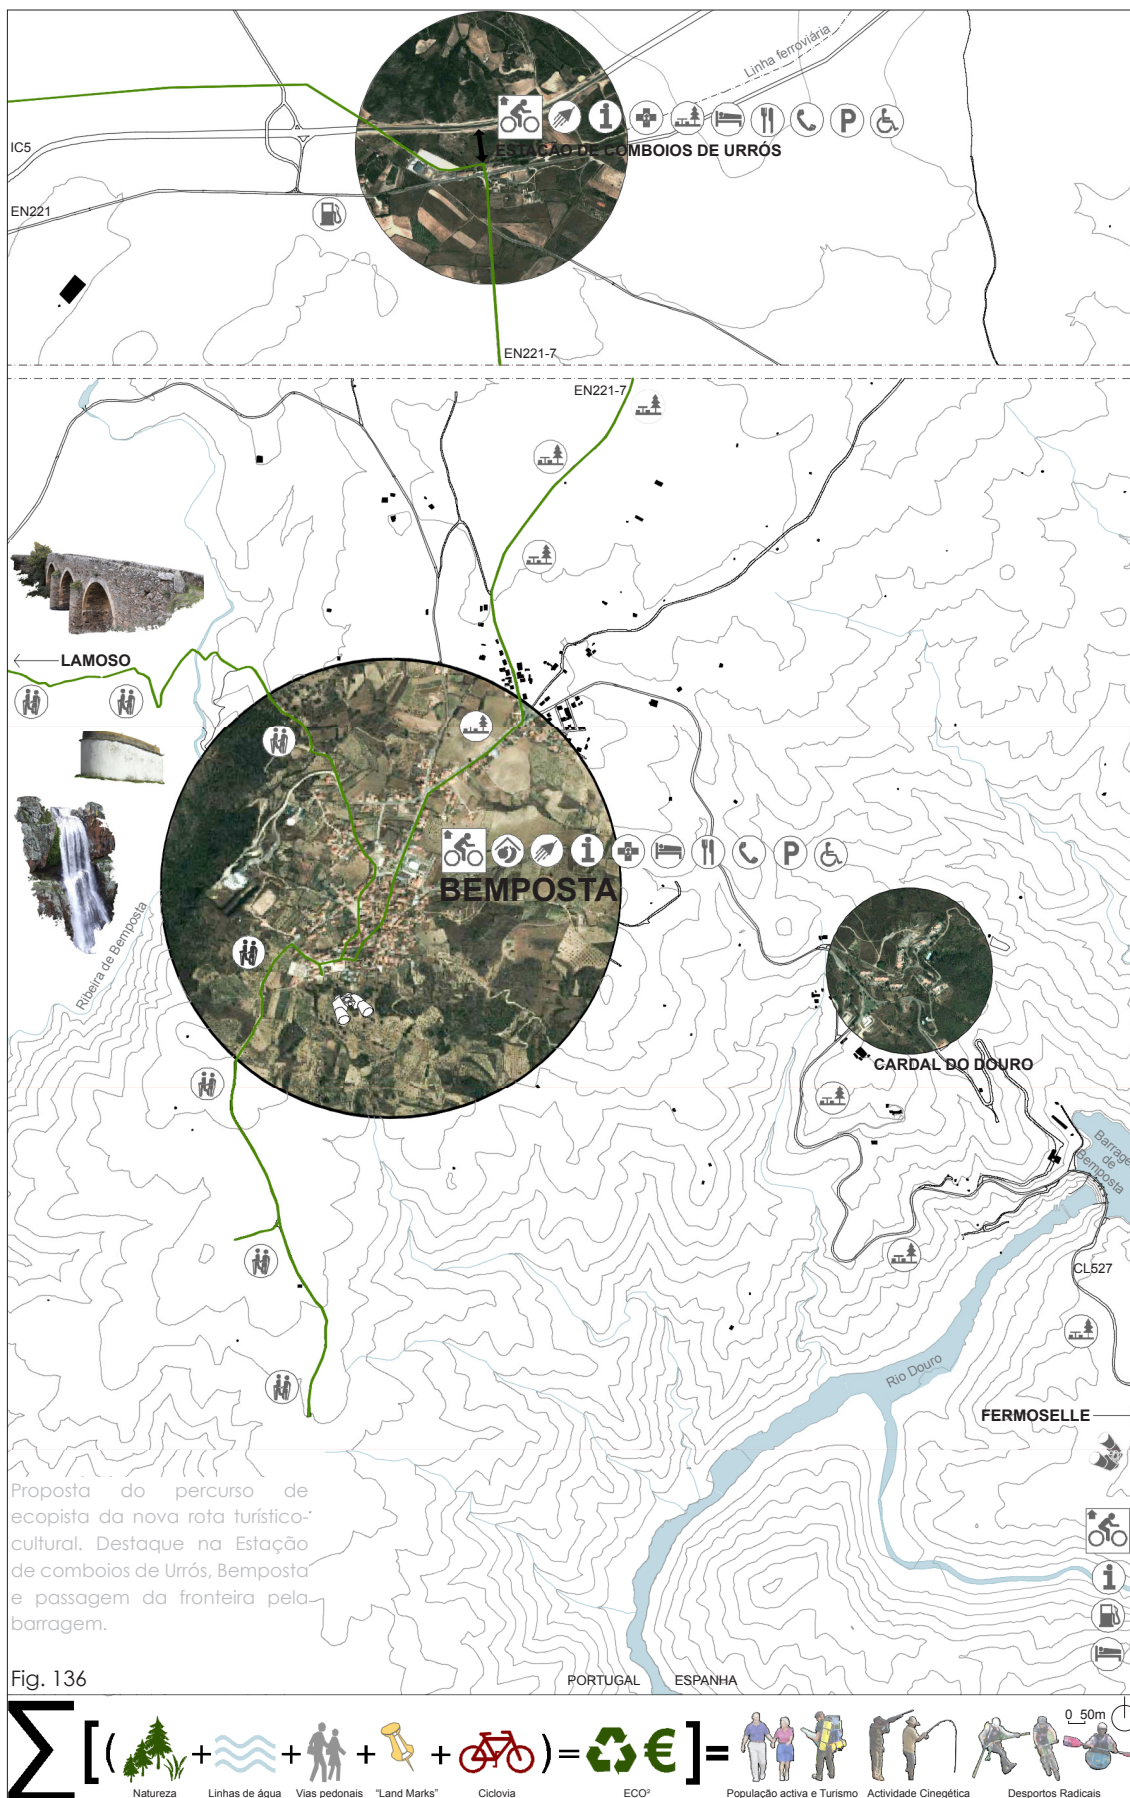 Linha ferroviária
ESTAÇÃO DE COMBOIOS DE URRÓS
IC5
EN221
EN221-7
EN221-7
LAMOSO
BEMPOSTA
Ribeira de Bemposta
CARDAL DO DOURO
Barrage
de
Bemposta
CL527
Rio Douro
FERMOSELLE
Proposta do percurso de
ecopista da nova rota turístico-
cultural. Destaque na Estação
de comboios de Urrós, Bemposta
e passagem da fronteira pela
barragem.
Fig. 136
PORTUGAL ESPANHA
0 50m
∑ [( + + + + ) = € ] =
Natureza Linhas de água Vias pedonais "Land Marks" Ciclovia ECO² População activa e Turismo Actividade Cinegética Desportos Radicais